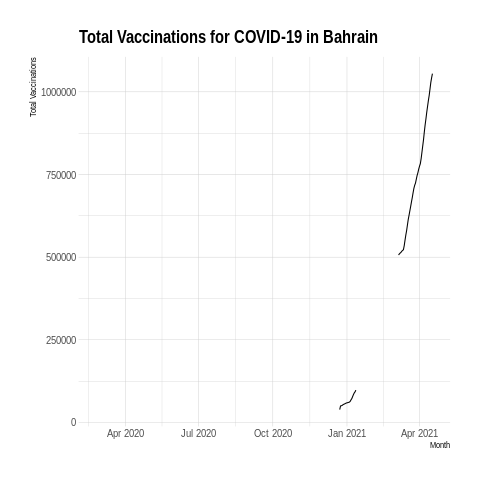 Total Vaccinations for COVID-19 in Bahrain
Total Vaccinations
1000000
750000
500000
250000
0
Apr 2020 Jul 2020 Oct 2020 Jan 2021 Apr 2021
Month